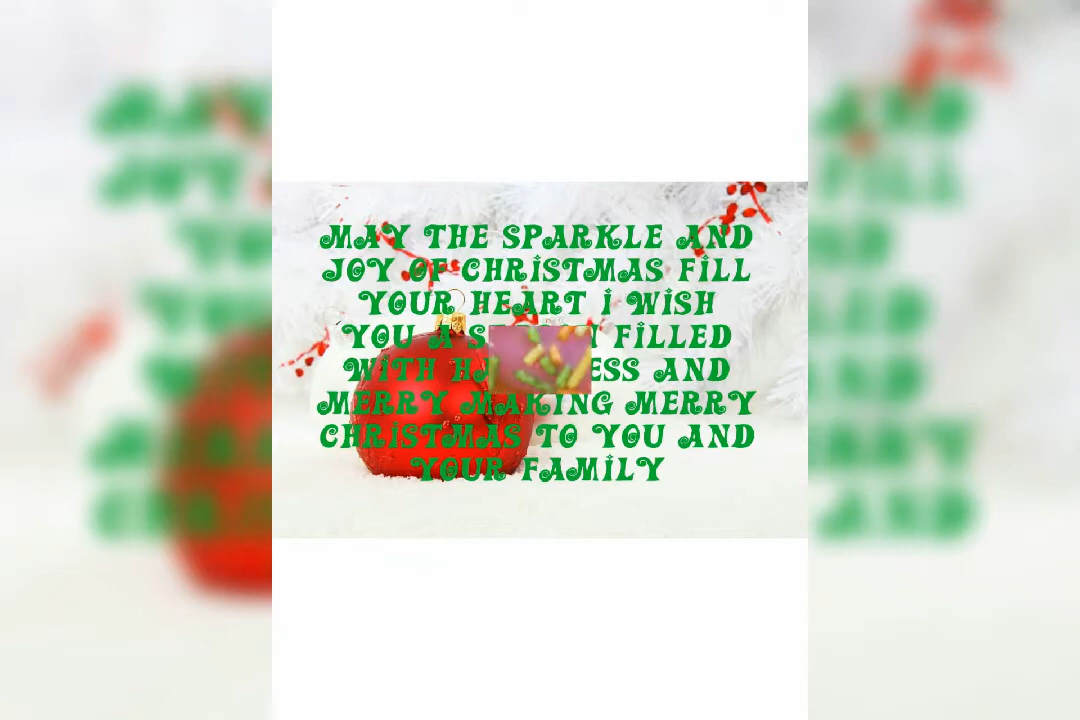 MAY THE SPARKLE AND
JOY OF CHRISTMAS FILL
YOUR HEART I WISH
YOU A FILLED
WITH AND
MERRY MAKING MERRY
CHRISTMAS TO YOU AND
YOUR FAMILY